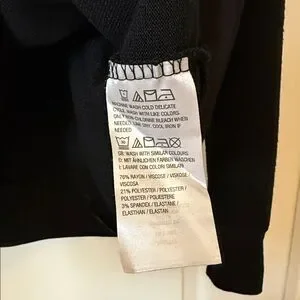 MACHINE WASH COLD DELICATE
CYCLE, WASH WITH LIKE COLORS.
ONLY NON-CHLORINE BLEACH WHEN
NEEDED, LINE DRY, COOL IRON IF
NEEDED
30
GB: WASH WITH SIMILAR COLOURS
D: MIT ÄHNLICHEN FARBEN WASCHEN
I: LAVARE CON COLORI SIMILARI
76% RAYON / VISCOSE / VISKOSE /
VISCOSA
21% POLYESTER / POLYESTER /
POLYESTER / POLIESTERE
3% SPANDEX / ELASTANE /
ELASTHAN / ELASTAN